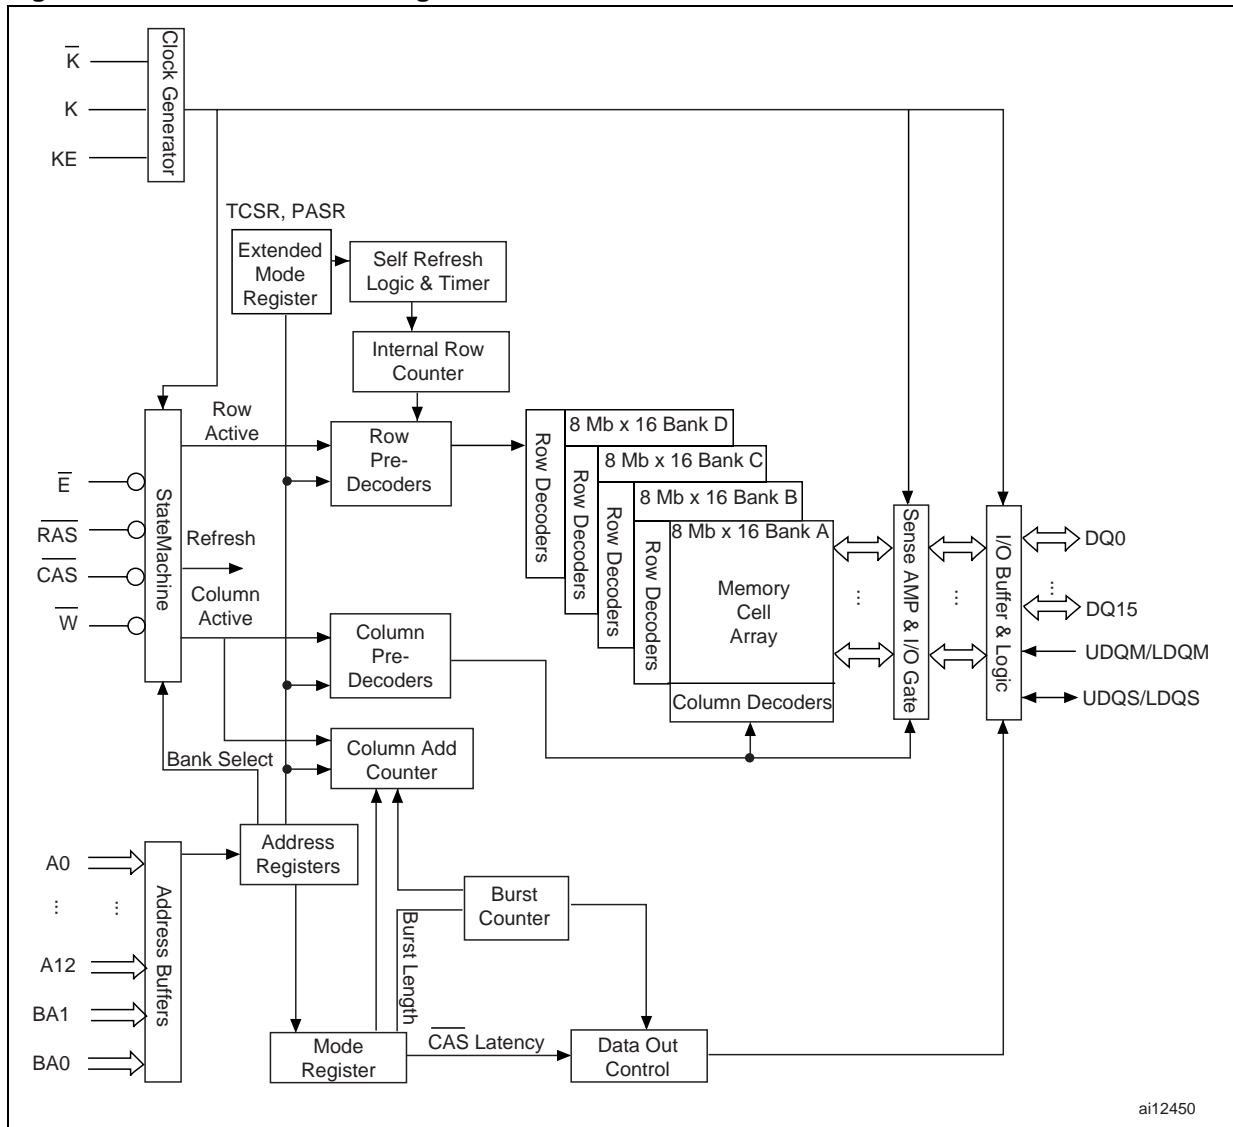 K
K
KE
Clock Generator
TCSR, PASR
Extended
Mode
Register
Self Refresh
Logic & Timer
Internal Row
Counter
Row
Active
Row
Pre-
Decoders
E
RAS
CAS
W
StateMachine
Refresh
Column
Active
Column
Pre-
Decoders
Row Decoders
8 Mb x 16 Bank D
Row Decoders
8 Mb x 16 Bank C
Row Decoders
8 Mb x 16 Bank B
Row Decoders
8 Mb x 16 Bank A
Memory
Cell
Array
Column Decoders
...
Sense AMP & I/O Gate
...
I/O Buffer & Logic
DQ0
...
DQ15
UDQM/LDQM
UDQS/LDQS
Bank Select
Column Add
Counter
Address
Registers
A0
... ...
A12
BA1
BA0
Address Buffers
Burst
Counter
Burst Length
Mode
Register
CAS Latency
Data Out
Control
ai12450